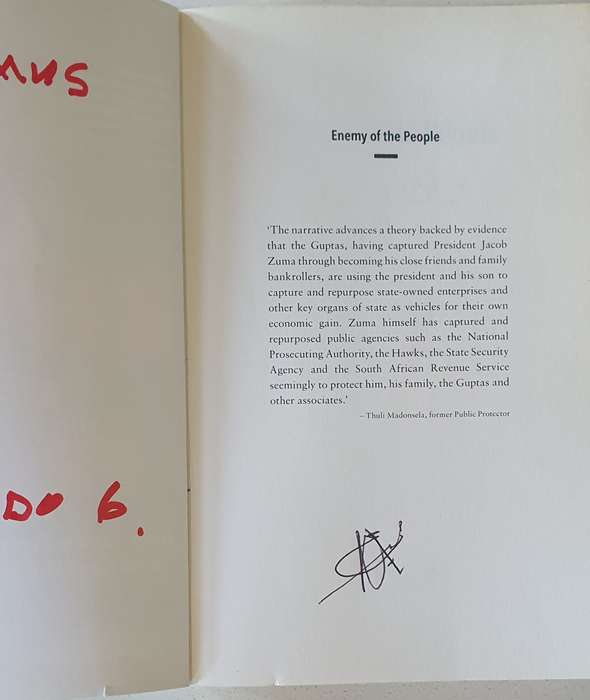 Enemy of the People
‘The narrative advances a theory backed by evidence
that the Guptas, having captured President Jacob
Zuma through becoming his close friends and family
bankrollers, are using the president and his son to
capture and repurpose state-owned enterprises and
other key organs of state as vehicles for their own
economic gain. Zuma himself has captured and
repurposed public agencies such as the National
Prosecuting Authority, the Hawks, the State Security
Agency and the South African Revenue Service
seemingly to protect him, his family, the Guptas and
other associates.’
– Thuli Madonsela, former Public Protector
6.